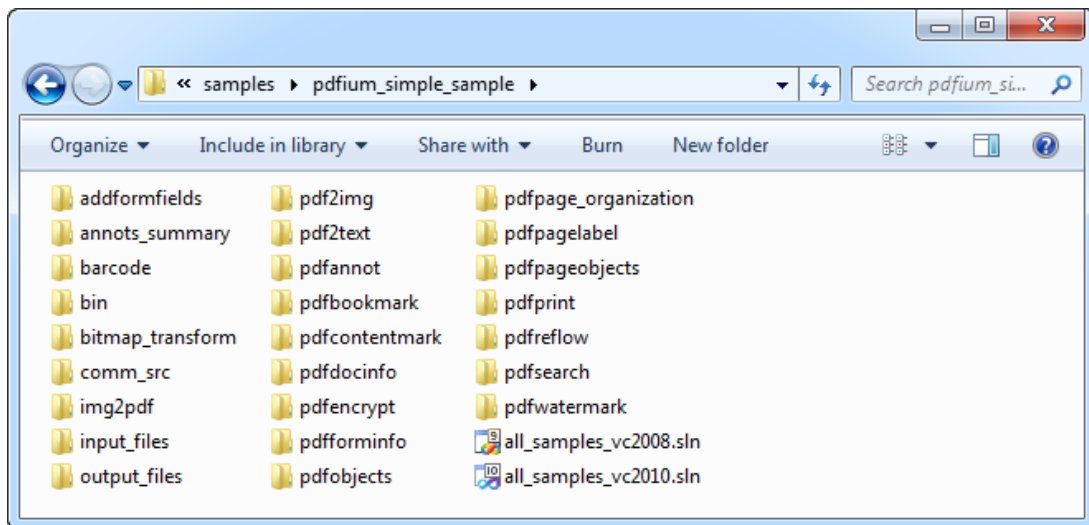 « samples pdfium_simple_sample
Search pdfium_si...
Organize Include in library Share with Burn New folder
addformfields
annots_summary
barcode
bin
bitmap_transform
comm_src
img2pdf
input_files
output_files
pdf2img
pdf2text
pdfannot
pdfbookmark
pdfcontentmark
pdfdocinfo
pdfencrypt
pdfforminfo
pdfobjects
pdfpage_organization
pdfpagelabel
pdfpageobjects
pdfprint
pdfreflow
pdfsearch
pdfwatermark
9
all_samples_vc2008.sln
10
all_samples_vc2010.sln